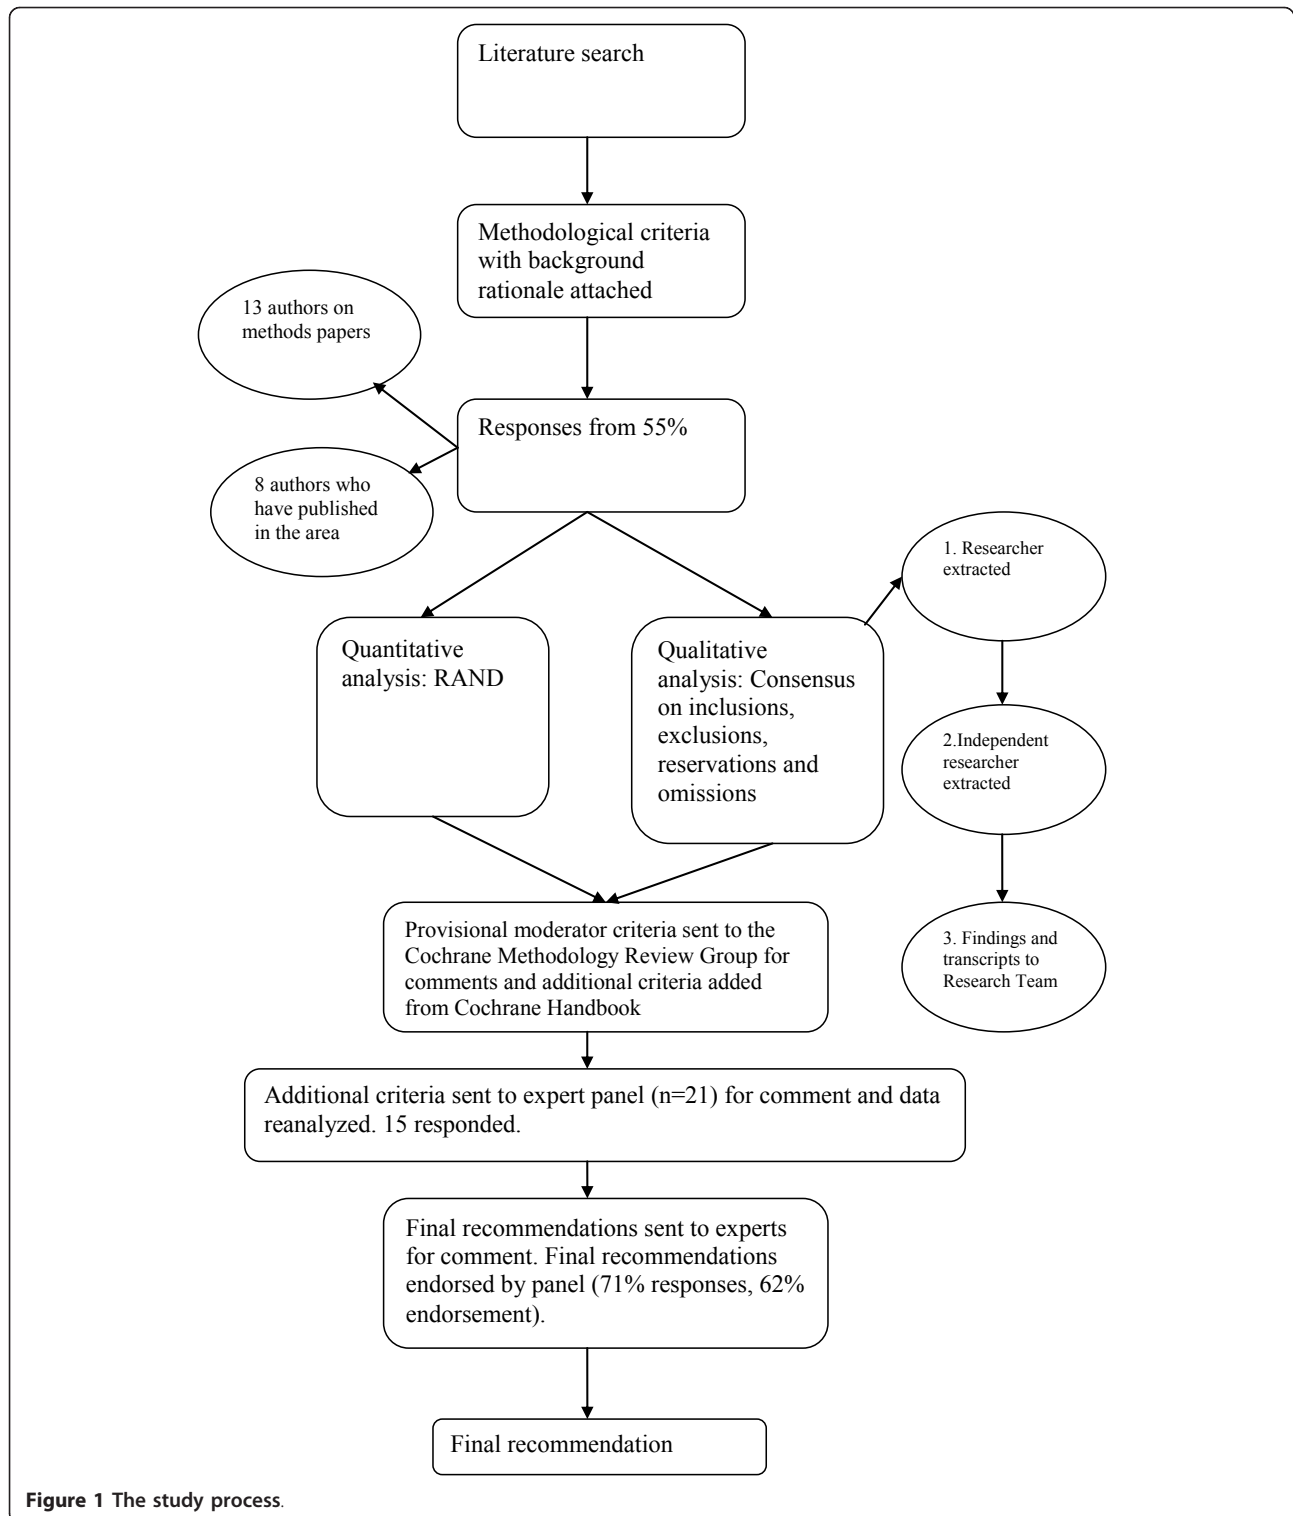 Literature search
Methodological criteria
with background
rationale attached
13 authors on
methods papers
Responses from 55%
8 authors who
have published
in the area
1. Researcher
extracted
Quantitative
analysis: RAND
Qualitative
analysis: Consensus
on inclusions,
exclusions,
reservations and
omissions
2.Independent
researcher
extracted
3. Findings and
transcripts to
Research Team
Provisional moderator criteria sent to the
Cochrane Methodology Review Group for
comments and additional criteria added
from Cochrane Handbook
Additional criteria sent to expert panel (n=21) for comment and data
reanalyzed. 15 responded.
Final recommendations sent to experts
for comment. Final recommendations
endorsed by panel (71% responses, 62%
endorsement).
Final recommendation
Figure 1 The study process.